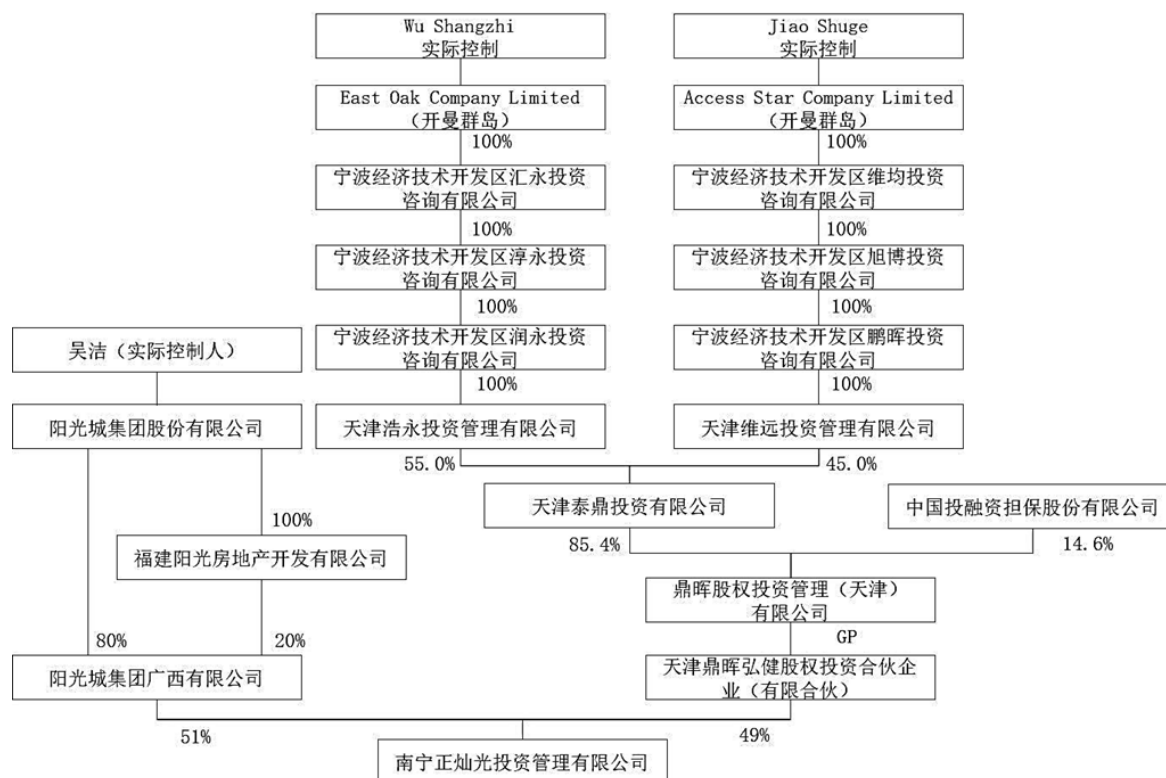 Wu Shangzhi
实际控制
Jiao Shuge
实际控制
East Oak Company Limited
（开曼群岛）
Access Star Company Limited
（开曼群岛）
100%
100%
宁波经济技术开发区汇永投资
咨询有限公司
宁波经济技术开发区维均投资
咨询有限公司
100%
100%
宁波经济技术开发区淳永投资
咨询有限公司
宁波经济技术开发区旭博投资
咨询有限公司
100%
100%
吴洁（实际控制人）
宁波经济技术开发区润永投资
咨询有限公司
宁波经济技术开发区鹏晖投资
咨询有限公司
100%
100%
阳光城集团股份有限公司
天津浩永投资管理有限公司
天津维远投资管理有限公司
55.0%
45.0%
天津泰鼎投资有限公司
中国投融资担保股份有限公司
100%
85.4%
14.6%
福建阳光房地产开发有限公司
鼎晖股权投资管理（天津）
有限公司
80%
20%
GP
阳光城集团广西有限公司
天津鼎晖弘健股权投资合伙企
业（有限合伙）
51%
49%
南宁正灿光投资管理有限公司